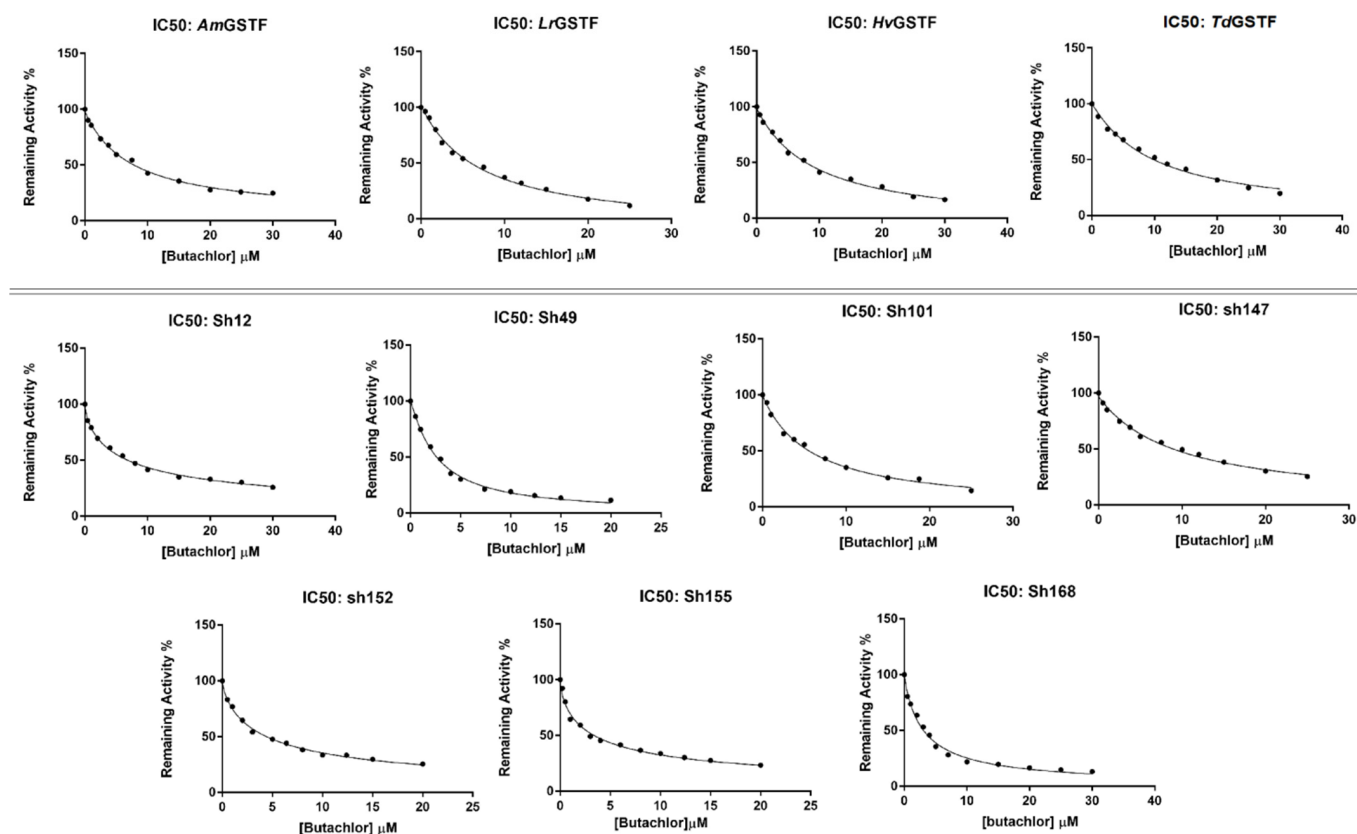 IC50: AmGSTF
IC50: LrGSTF
IC50: HvGSTF
IC50: TdGSTF
Remaining Activity %
150
100
50
0
0 10 20 30 40
[Butachlor] μM
Remaining Activity %
150
100
50
0
0 10 20 30
[Butachlor] μM
Remaining Activity %
150
100
50
0
0 10 20 30 40
[Butachlor] μM
Remaining Activity %
150
100
50
0
0 10 20 30 40
[Butachlor] μM
IC50: Sh12
IC50: Sh49
IC50: Sh101
IC50: sh147
Remaining Activity %
150
100
50
0
0 10 20 30 40
[Butachlor] μM
Remaining Activity %
150
100
50
0
0 5 10 15 20 25
[Butachlor] μM
Remaining Activity %
150
100
50
0
0 10 20 30
[Butachlor] μM
Remaining Activity %
150
100
50
0
0 10 20 30
[Butachlor] μM
IC50: sh152
IC50: Sh155
IC50: Sh168
Remaining Activity %
150
100
50
0
0 5 10 15 20 25
[Butachlor] μM
Remaining Activity %
150
100
50
0
0 5 10 15 20 25
[Butachlor]μM
Remaining Activity %
150
100
50
0
0 10 20 30 40
[butachlor] μM